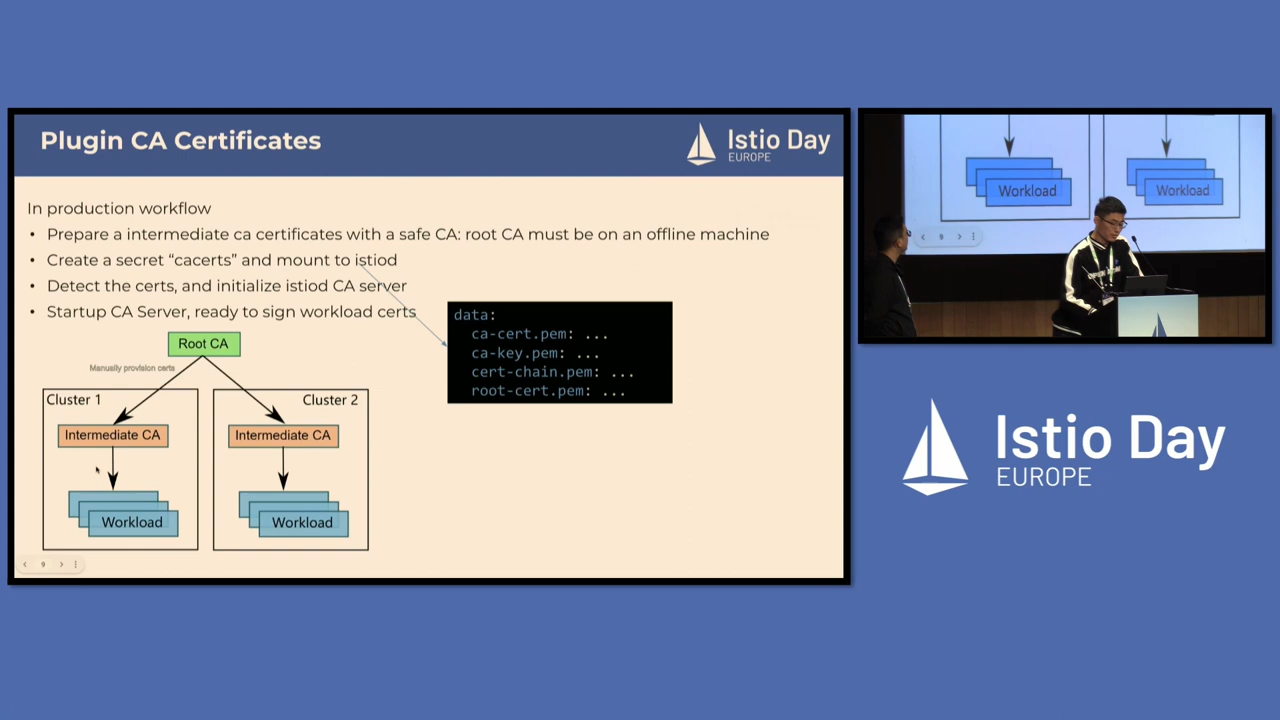 Plugin CA Certificates
Istio Day
EUROPE
In production workflow
• Prepare a intermediate ca certificates with a safe CA: root CA must be on an offline machine
• Create a secret “cacerts” and mount to istiod
• Detect the certs, and initialize istiod CA server
• Startup CA Server, ready to sign workload certs
data:
ca-cert.pem: ...
ca-key.pem: ...
cert-chain.pem: ...
root-cert.pem: ...
Root CA
Manually provision certs
Cluster 1
Cluster 2
Intermediate CA
Intermediate CA
Workload
Workload
9
Workload
Workload
9
Istio Day
EUROPE